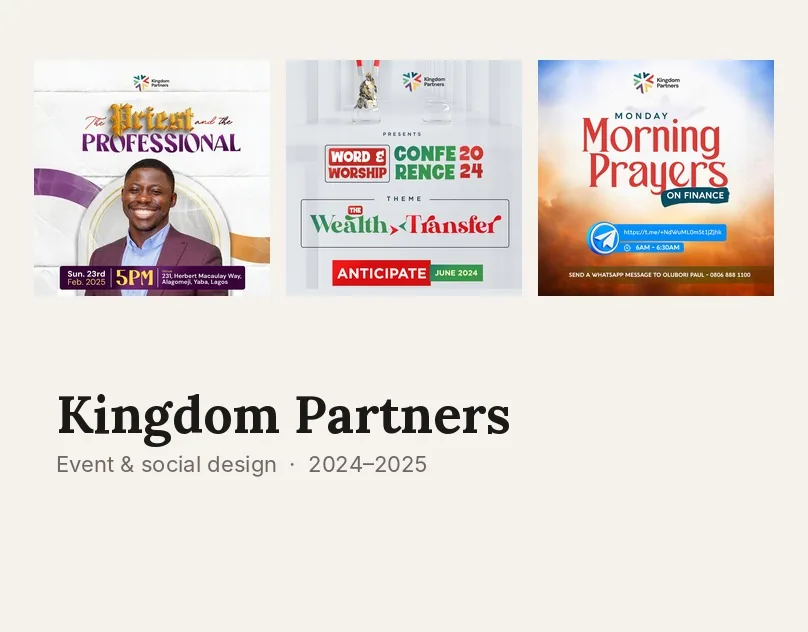 Kingdom
Partners
The Priest and the
PROFESSIONAL
Sun. 23rd
Feb. 2025
5PM
231, Herbert Macaulay Way,
Alagomeji, Yaba, Lagos
Kingdom
Partners
PRESENTS
WORD &
WORSHIP
CONFE
RENCE
20
24
THEME
THE
Wealth Transfer
ANTICIPATE
JUNE 2024
Kingdom
Partners
MONDAY
Morning
Prayers
ON FINANCE
6AM - 6:30AM
SEND A WHATSAPP MESSAGE TO OLUBORI PAUL - 0806 888 1100
Kingdom Partners
Event & social design · 2024–2025